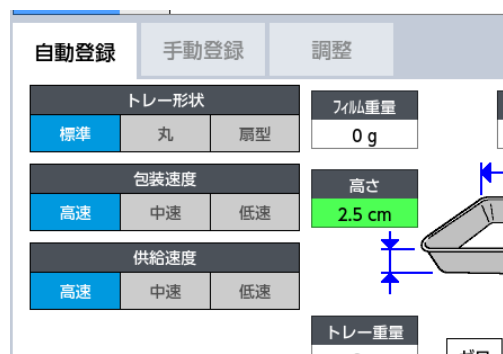 自動登録 手動登録 調整
トレー形状
標準 丸 扇型
フィルム重量
0 g
包装速度
高速 中速 低速
高さ
2.5 cm
供給速度
高速 中速 低速
トレー重量